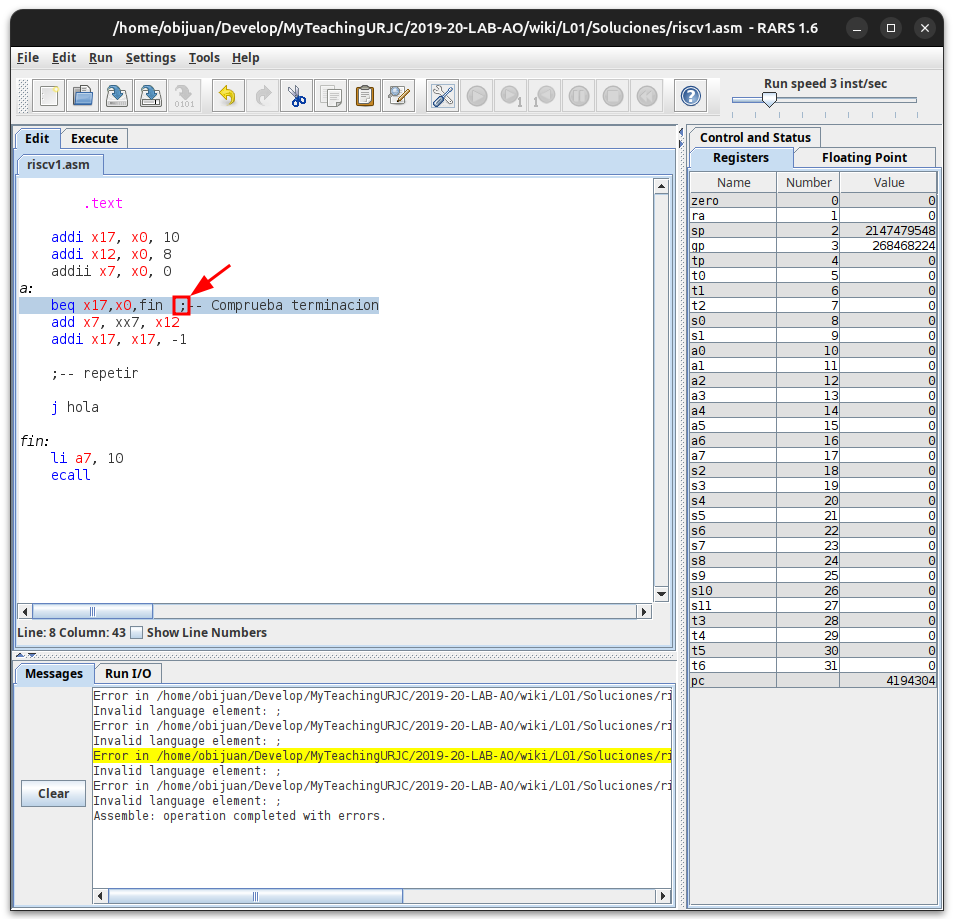 /home/obijuan/Develop/MyTeachingURJC/2019-20-LAB-AO/wiki/L01/Soluciones/riscv1.asm - RARS 1.6
File Edit Run Settings Tools Help
Run speed 3 inst/sec
Edit Execute
riscv1.asm
.text
addi x17, x0, 10
addi x12, x0, 8
addii x7, x0, 0
a:
beq x17,x0,fin ;-- Comprueba terminacion
add x7, xx7, x12
addi x17, x17, -1
;-- repetir
j hola
fin:
li a7, 10
ecall
Line: 8 Column: 43 Show Line Numbers
Messages Run I/O
Error in /home/obijuan/Develop/MyTeachingURJC/2019-20-LAB-AO/wiki/L01/Soluciones/ri
Invalid language element: ;
Error in /home/obijuan/Develop/MyTeachingURJC/2019-20-LAB-AO/wiki/L01/Soluciones/ri
Invalid language element: ;
Error in /home/obijuan/Develop/MyTeachingURJC/2019-20-LAB-AO/wiki/L01/Soluciones/ri
Invalid language element: ;
Error in /home/obijuan/Develop/MyTeachingURJC/2019-20-LAB-AO/wiki/L01/Soluciones/ri
Invalid language element: ;
Assemble: operation completed with errors.
Clear
Control and Status
Registers Floating Point
Name Number Value
zero 0 0
ra 1 0
sp 2 2147479548
gp 3 268468224
tp 4 0
t0 5 0
t1 6 0
t2 7 0
s0 8 0
s1 9 0
a0 10 0
a1 11 0
a2 12 0
a3 13 0
a4 14 0
a5 15 0
a6 16 0
a7 17 0
s2 18 0
s3 19 0
s4 20 0
s5 21 0
s6 22 0
s7 23 0
s8 24 0
s9 25 0
s10 26 0
s11 27 0
t3 28 0
t4 29 0
t5 30 0
t6 31 0
pc 4194304